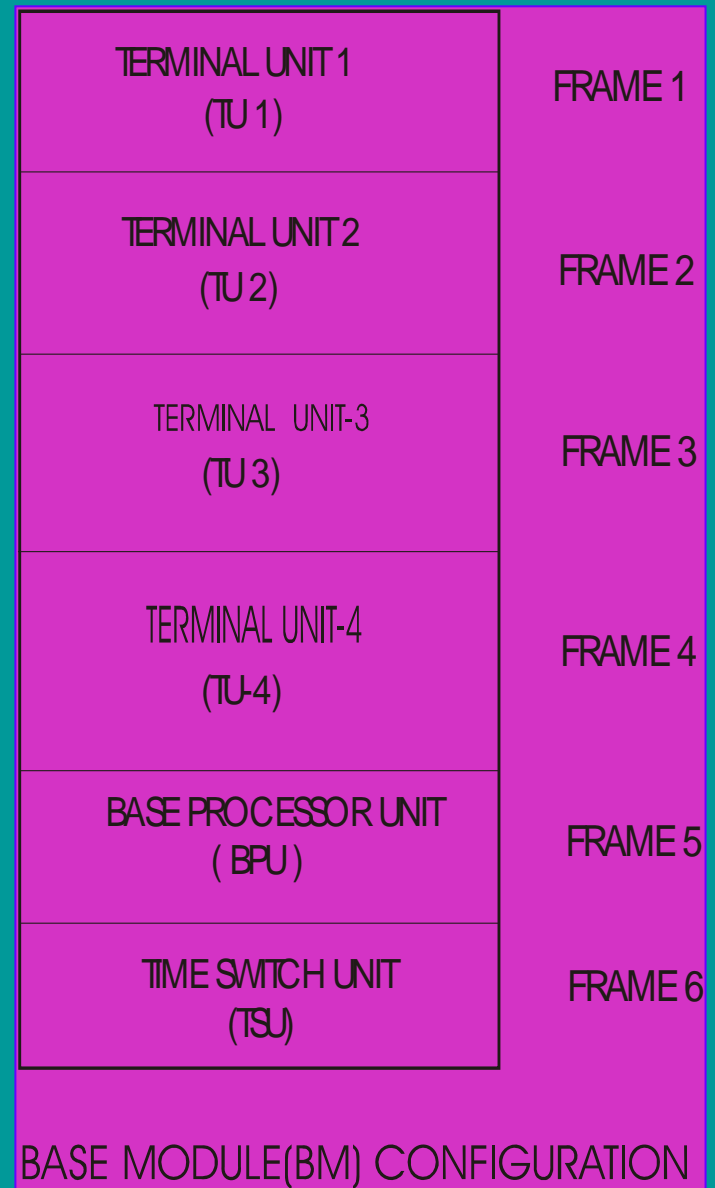 TERMINAL UNIT 1
(TU 1)
FRAME 1
TERMINAL UNIT 2
(TU 2)
FRAME 2
TERMINAL UNIT-3
(TU 3)
FRAME 3
TERMINAL UNIT-4
(TU-4)
FRAME 4
BASE PROCESSOR UNIT
( BPU )
FRAME 5
TIME SWITCH UNIT
(TSU)
FRAME 6
BASE MODULE(BM) CONFIGURATION